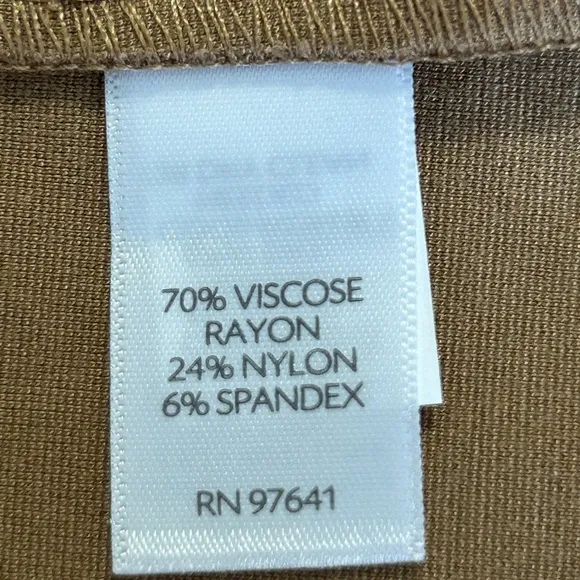 70% VISCOSE
RAYON
24% NYLON
6% SPANDEX
RN 97641